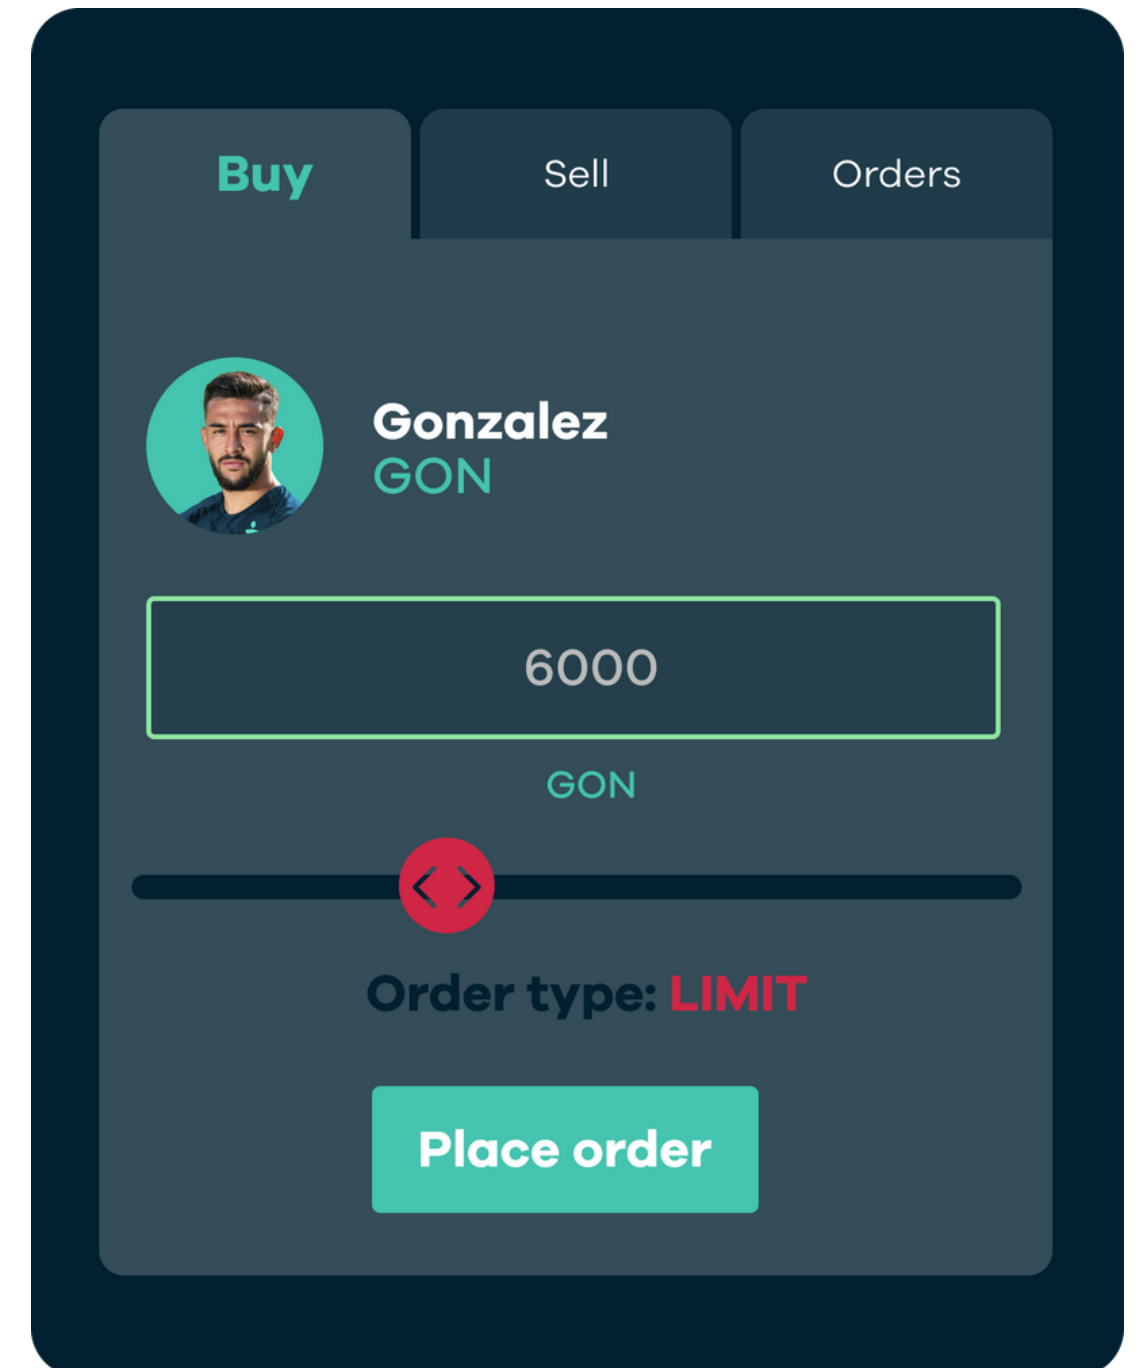 Buy
Sell
Orders
Gonzalez
GON
6000
GON
Order type: LIMIT
Place order